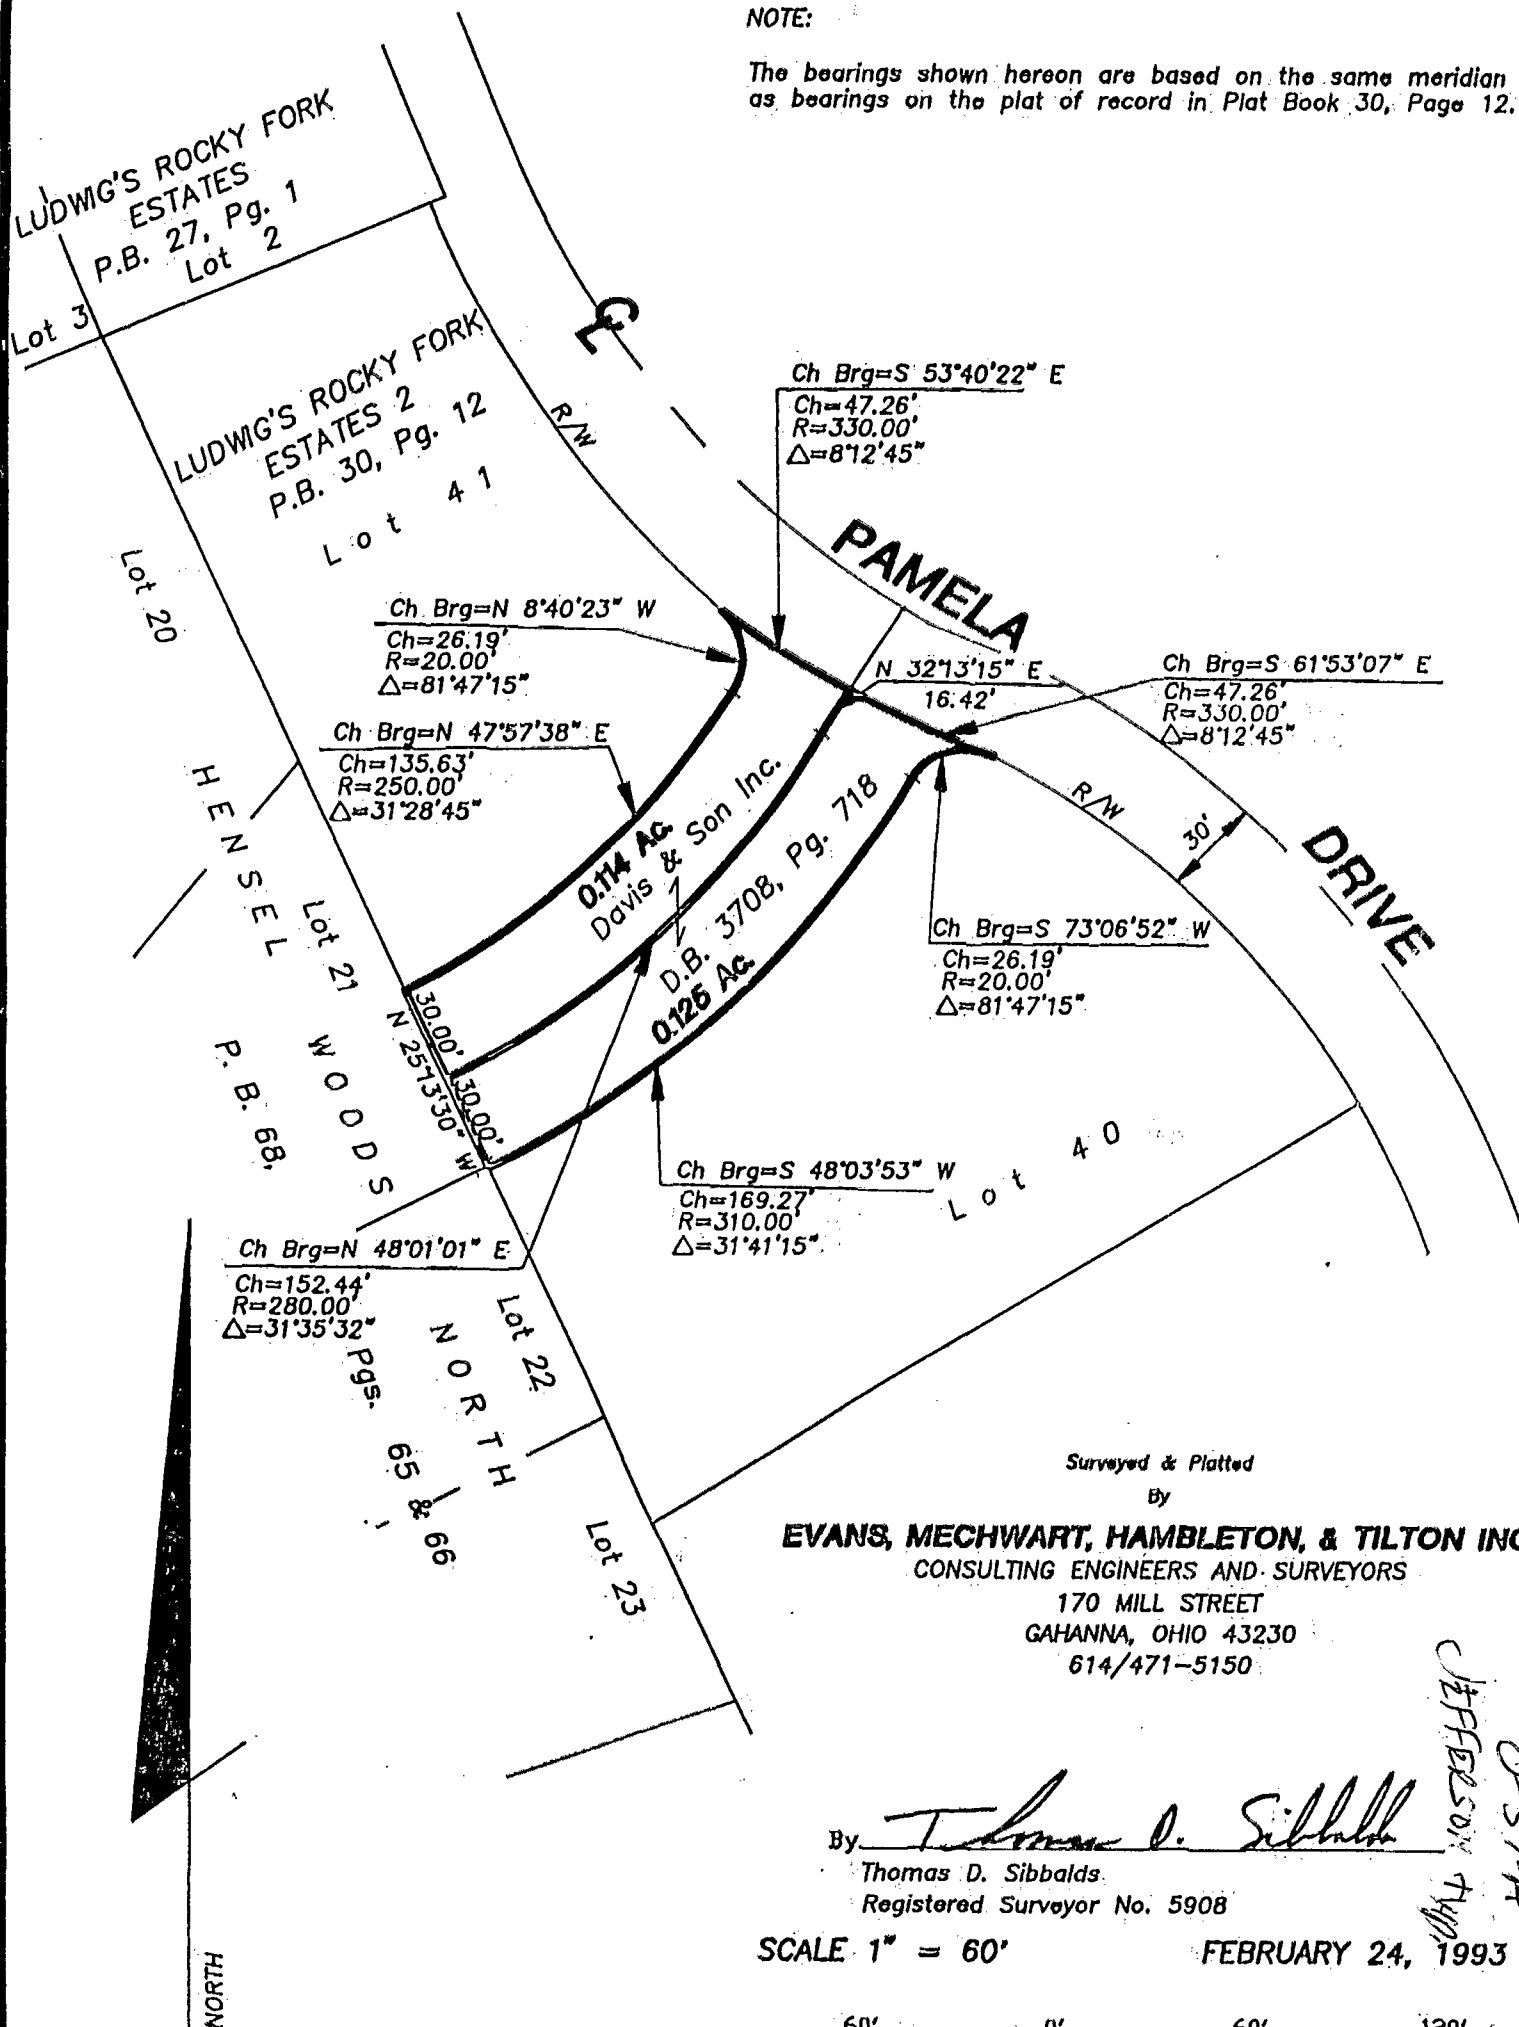 NOTE:
The bearings shown hereon are based on the same meridian
as bearings on the plat of record in Plat Book 30, Page 12.
LUDWIG'S ROCKY FORK
ESTATES
P.B. 27, Pg. 1
Lot 2
Lot 3
LUDWIG'S ROCKY FORK
ESTATES 2
P.B. 30, Pg. 12
Lot 41
R/W
CL
Ch Brg=S 53°40'22" E
Ch=47.26'
R=330.00'
△=8°12'45"
PAMELA
DRIVE
Lot 20
Ch Brg=N 8°40'23" W
Ch=26.19'
R=20.00'
△=81°47'15"
N 32°13'15" E
16.42'
Ch Brg=S 61°53'07" E
Ch=47.26'
R=330.00'
△=8°12'45"
Ch Brg=N 47°57'38" E
Ch=135.63'
R=250.00'
△=31°28'45"
R/W
30'
0.114 Ac.
Davis & Son Inc.
D.B. 3708, Pg. 718
0.126 Ac.
Ch Brg=S 73°06'52" W
Ch=26.19'
R=20.00'
△=81°47'15"
HENSEL
WOODS
NORTH
Lot 21
P.B. 68,
Pgs. 65 & 66
30.00'
30.00'
N 25°13'30" W
Ch Brg=S 48°03'53" W
Ch=169.27'
R=310.00'
△=31°41'15"
Lot 40
Ch Brg=N 48°01'01" E
Ch=152.44'
R=280.00'
△=31°35'32"
Lot 22
Lot 23
Surveyed & Platted
By
EVANS, MECHWART, HAMBLETON, & TILTON INC
CONSULTING ENGINEERS AND SURVEYORS
170 MILL STREET
GAHANNA, OHIO 43230
614/471-5150
JEFFERSON TWP.
By Thomas D. Sibbalds
Thomas D. Sibbalds
Registered Surveyor No. 5908
SCALE 1" = 60'
FEBRUARY 24, 1993
NORTH
60' 0' 60' 120'